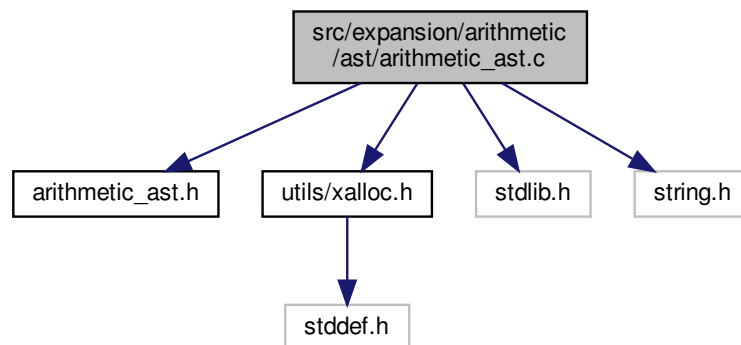 src/expansion/arithmetic
/ast/arithmetic_ast.c
arithmetic_ast.h
utils/xalloc.h
stdlib.h
string.h
stddef.h